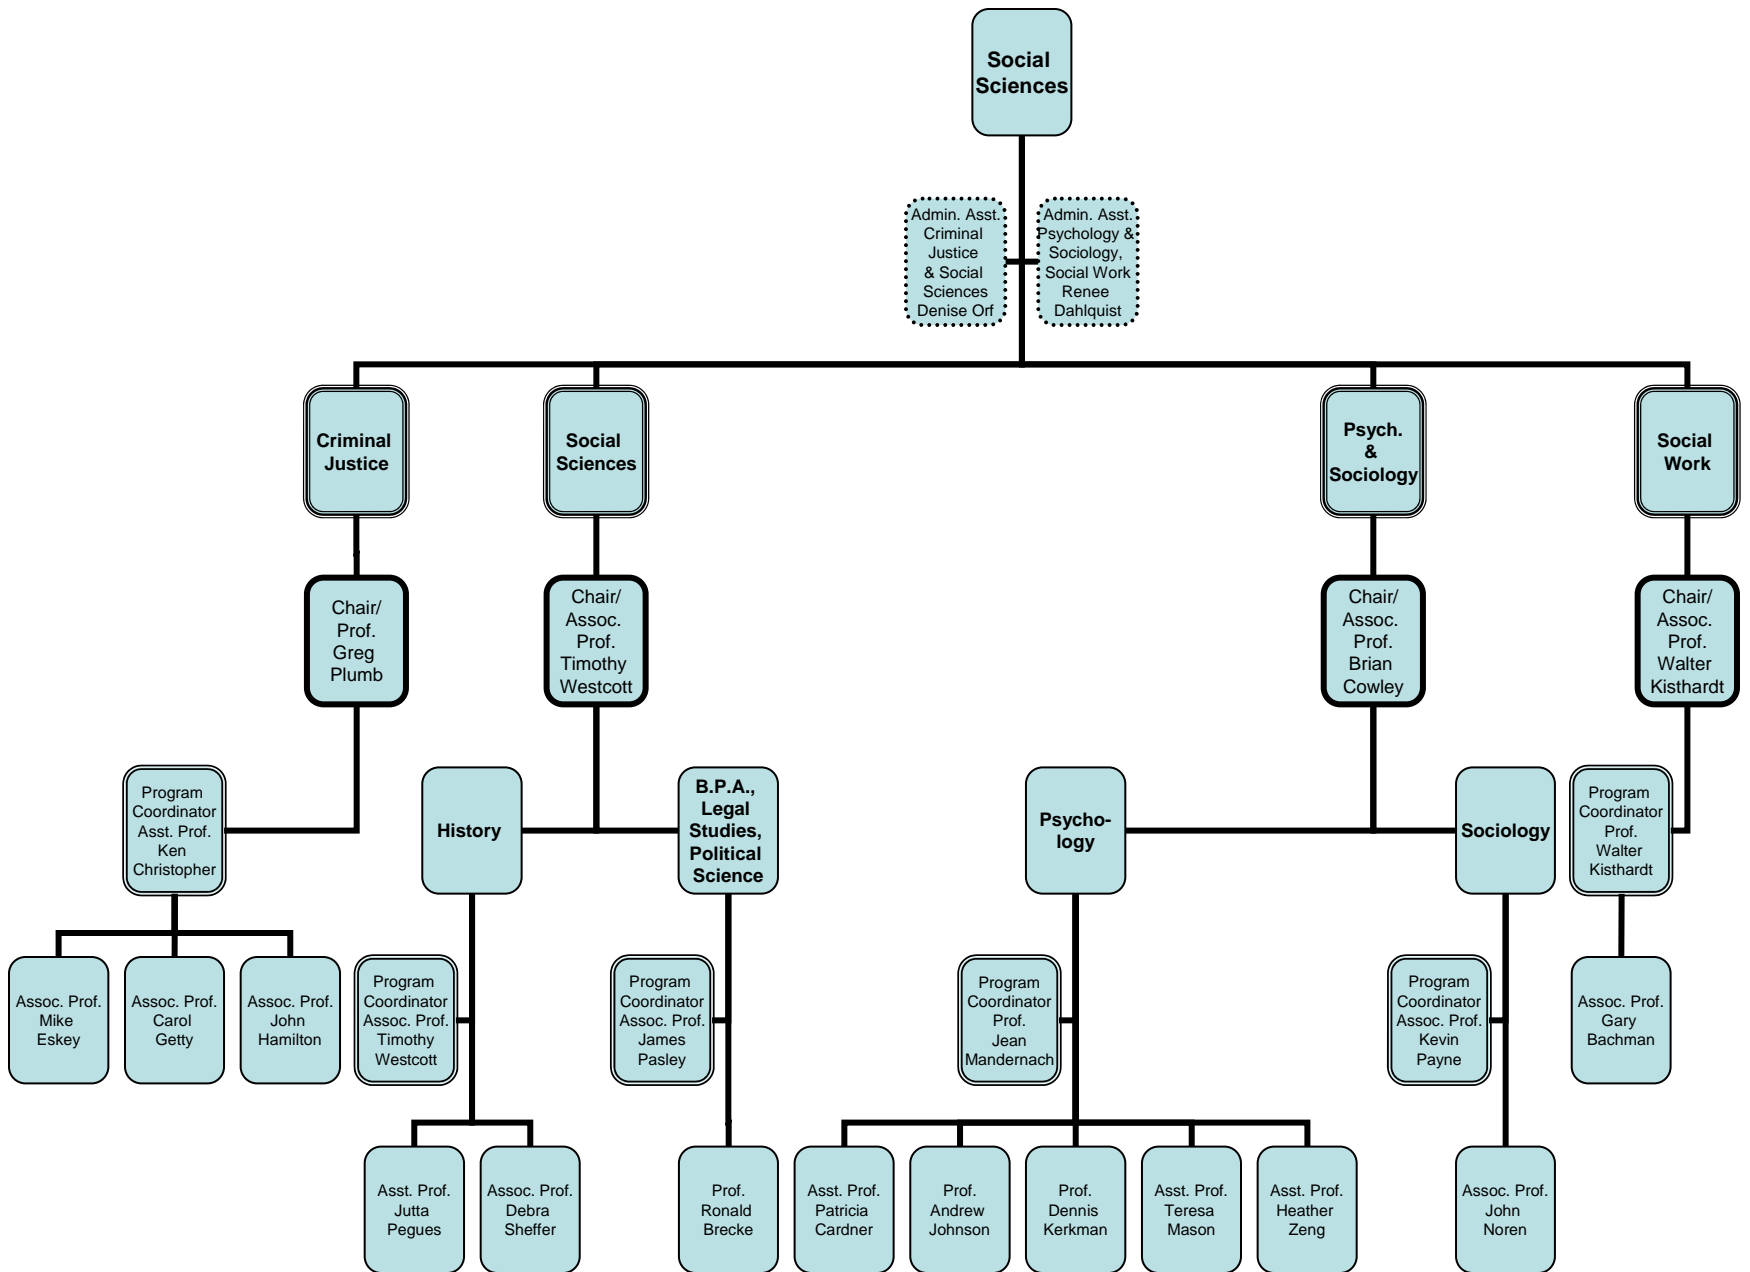 Social
Sciences
Admin. Asst.
Criminal
Justice
& Social
Sciences
Denise Orf
Admin. Asst.
Psychology &
Sociology,
Social Work
Renee
Dahlquist
Criminal
Justice
Social
Sciences
Psych.
&
Sociology
Social
Work
Chair/
Prof.
Greg
Plumb
Chair/
Assoc.
Prof.
Timothy
Westcott
Chair/
Assoc.
Prof.
Brian
Cowley
Chair/
Assoc.
Prof.
Walter
Kisthardt
Program
Coordinator
Asst. Prof.
Ken
Christopher
History
B.P.A.,
Legal
Studies,
Political
Science
Psycho-
logy
Sociology
Program
Coordinator
Prof.
Walter
Kisthardt
Assoc. Prof.
Mike
Eskey
Assoc. Prof.
Carol
Getty
Assoc. Prof.
John
Hamilton
Program
Coordinator
Assoc. Prof.
Timothy
Westcott
Program
Coordinator
Assoc. Prof.
James
Pasley
Program
Coordinator
Prof.
Jean
Mandernach
Program
Coordinator
Assoc. Prof.
Kevin
Payne
Assoc. Prof.
Gary
Bachman
Asst. Prof.
Jutta
Pegues
Assoc. Prof.
Debra
Sheffer
Prof.
Ronald
Brecke
Asst. Prof.
Patricia
Cardner
Prof.
Andrew
Johnson
Prof.
Dennis
Kerkman
Asst. Prof.
Teresa
Mason
Asst. Prof.
Heather
Zeng
Assoc. Prof.
John
Noren